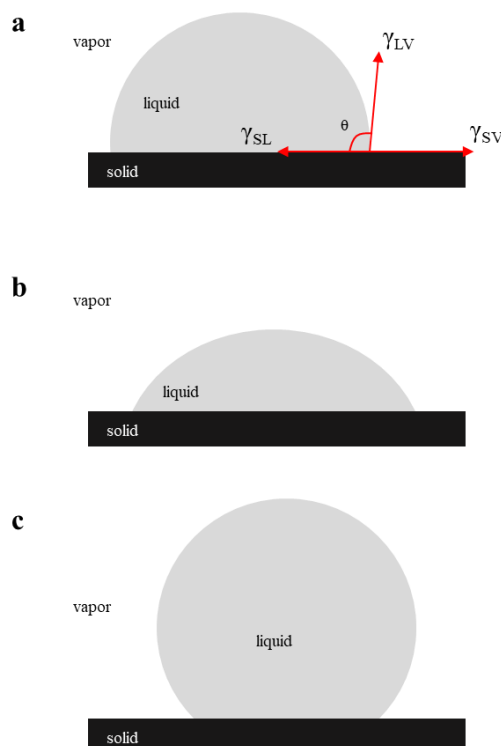 a
vapor
γLV
liquid
θ
γSL
γSV
solid
b
vapor
liquid
solid
c
vapor
liquid
solid